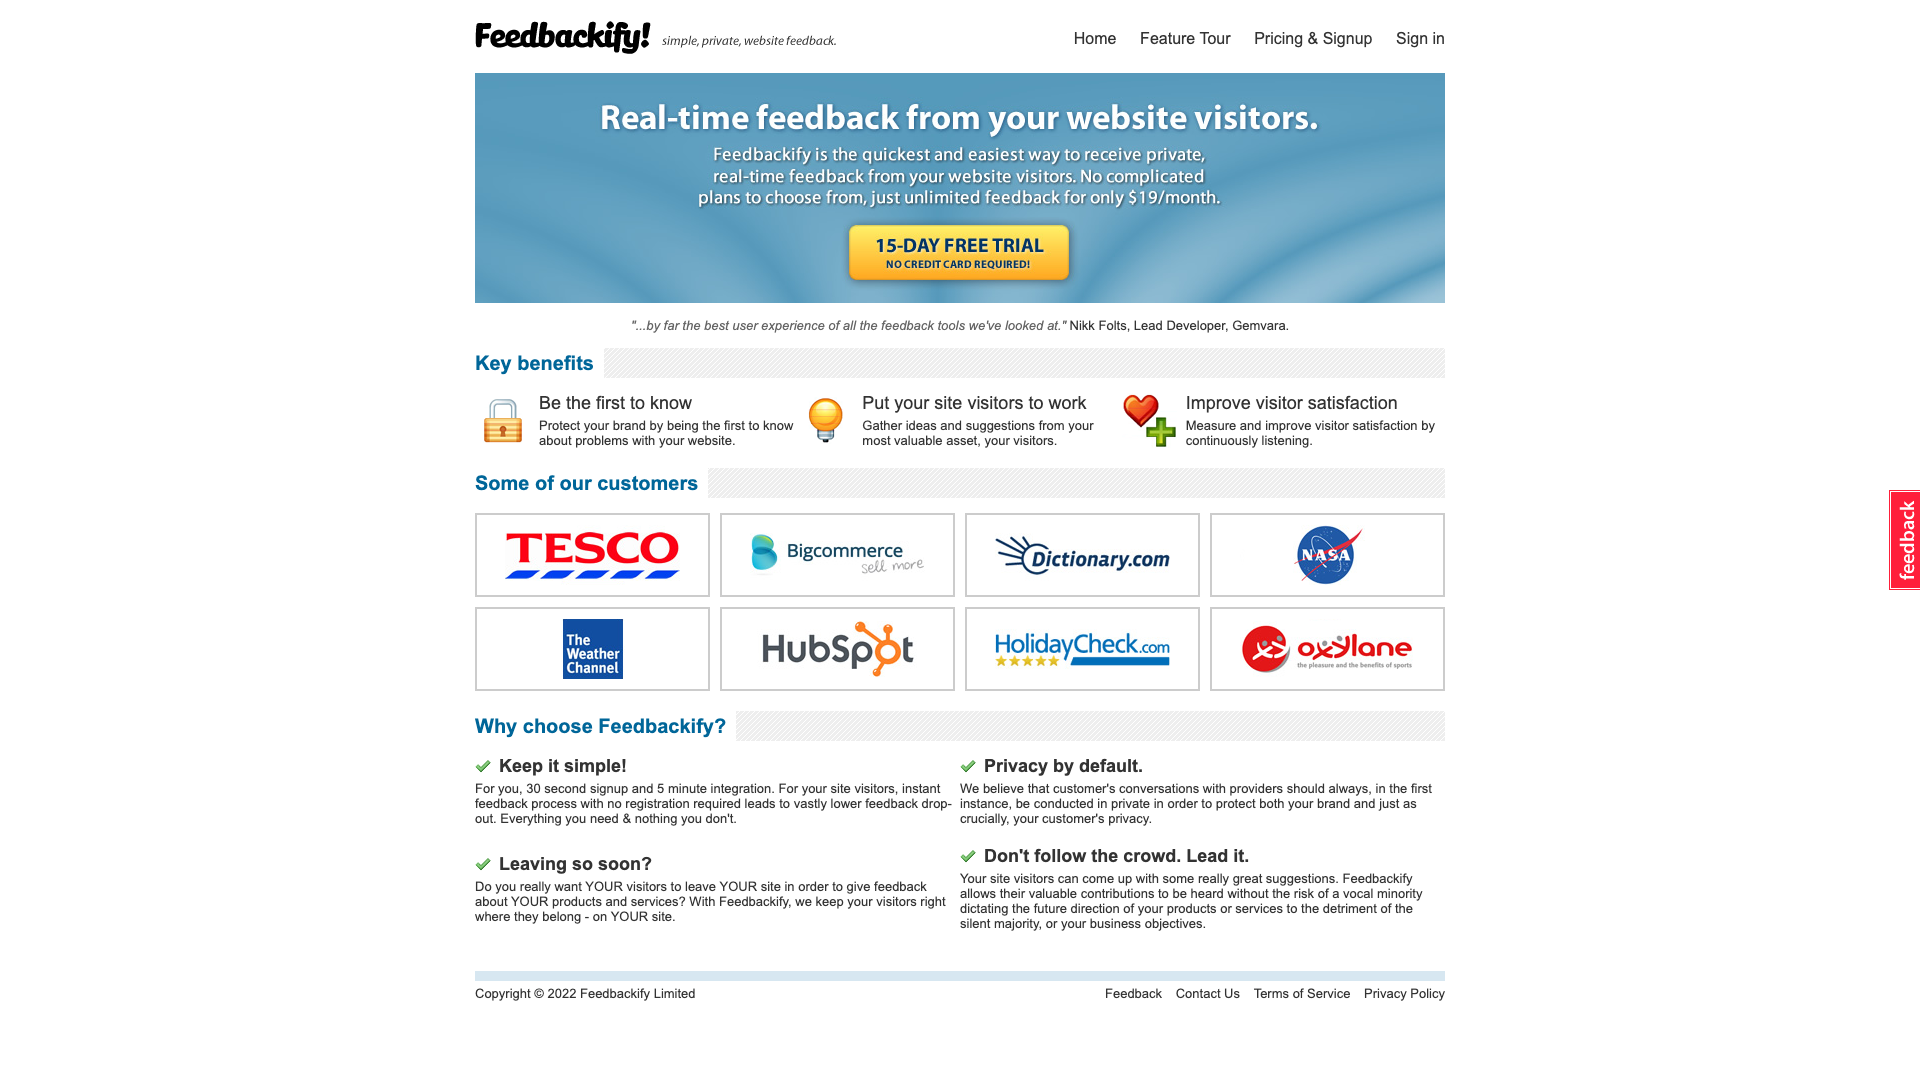 Feedbackify! simple, private, website feedback.
Home Feature Tour Pricing & Signup Sign in
Real-time feedback from your website visitors.
Feedbackify is the quickest and easiest way to receive private,
real-time feedback from your website visitors. No complicated
plans to choose from, just unlimited feedback for only $19/month.
15-DAY FREE TRIAL
NO CREDIT CARD REQUIRED!
"...by far the best user experience of all the feedback tools we've looked at." Nikk Folts, Lead Developer, Gemvara.
Key benefits
Be the first to know
Protect your brand by being the first to know
about problems with your website.
Put your site visitors to work
Gather ideas and suggestions from your
most valuable asset, your visitors.
Improve visitor satisfaction
Measure and improve visitor satisfaction by
continuously listening.
Some of our customers
TESCO
Bigcommerce
sell more
Dictionary.com
NASA
The
Weather
Channel
HubSpot
HolidayCheck.com
oxylane
the pleasure and the benefits of sports
feedback
Why choose Feedbackify?
Keep it simple!
For you, 30 second signup and 5 minute integration. For your site visitors, instant
feedback process with no registration required leads to vastly lower feedback drop-
out. Everything you need & nothing you don't.
Leaving so soon?
Do you really want YOUR visitors to leave YOUR site in order to give feedback
about YOUR products and services? With Feedbackify, we keep your visitors right
where they belong - on YOUR site.
Privacy by default.
We believe that customer's conversations with providers should always, in the first
instance, be conducted in private in order to protect both your brand and just as
crucially, your customer's privacy.
Don't follow the crowd. Lead it.
Your site visitors can come up with some really great suggestions. Feedbackify
allows their valuable contributions to be heard without the risk of a vocal minority
dictating the future direction of your products or services to the detriment of the
silent majority, or your business objectives.
Copyright © 2022 Feedbackify Limited
Feedback Contact Us Terms of Service Privacy Policy